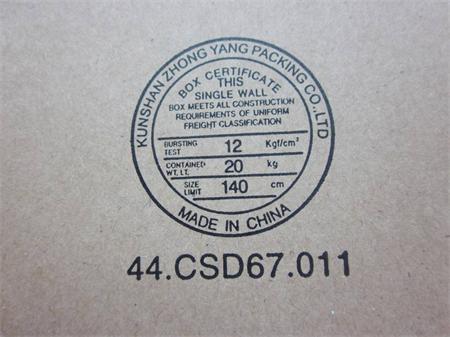 KUNSHAN ZHONG YANG PACKING CO.,LTD
BOX CERTIFICATE
THIS
SINGLE WALL
BOX MEETS ALL CONSTRUCTION
REQUIREMENTS OF UNIFORM
FREIGHT CLASSIFICATION
BURSTING TEST 12 Kgf/cm²
CONTAINED WT. LT. 20 kg
SIZE LIMIT 140 cm
MADE IN CHINA
44.CSD67.011